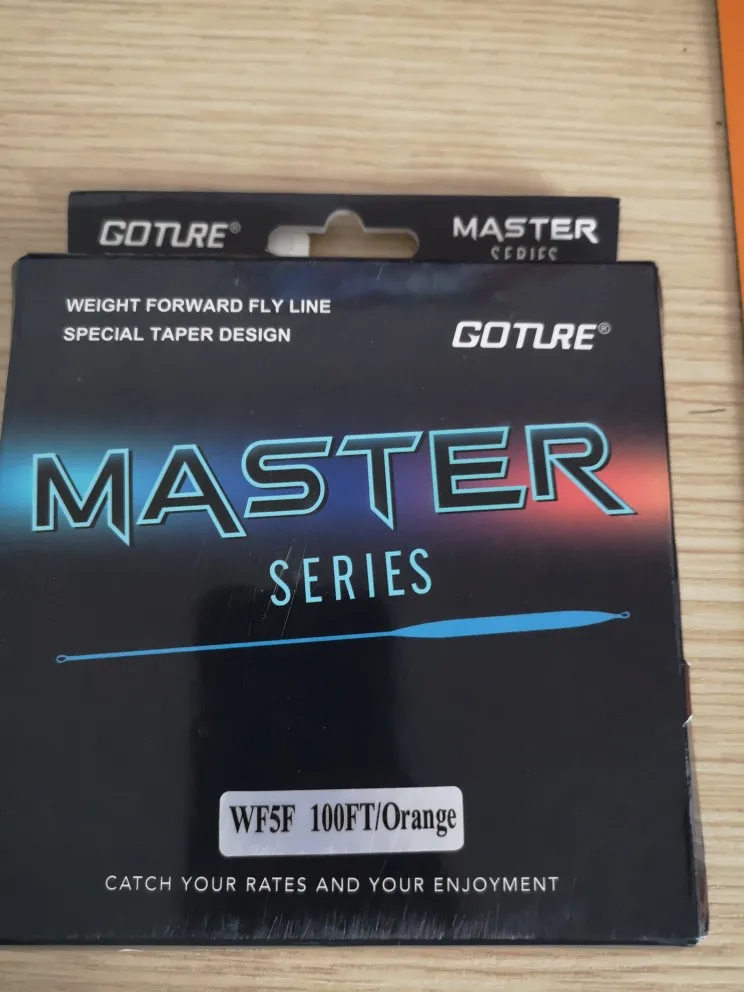 GOTURE®
MASTER
SERIES
WEIGHT FORWARD FLY LINE
SPECIAL TAPER DESIGN
GOTURE®
MASTER
SERIES
WF5F 100FT/Orange
CATCH YOUR RATES AND YOUR ENJOYMENT